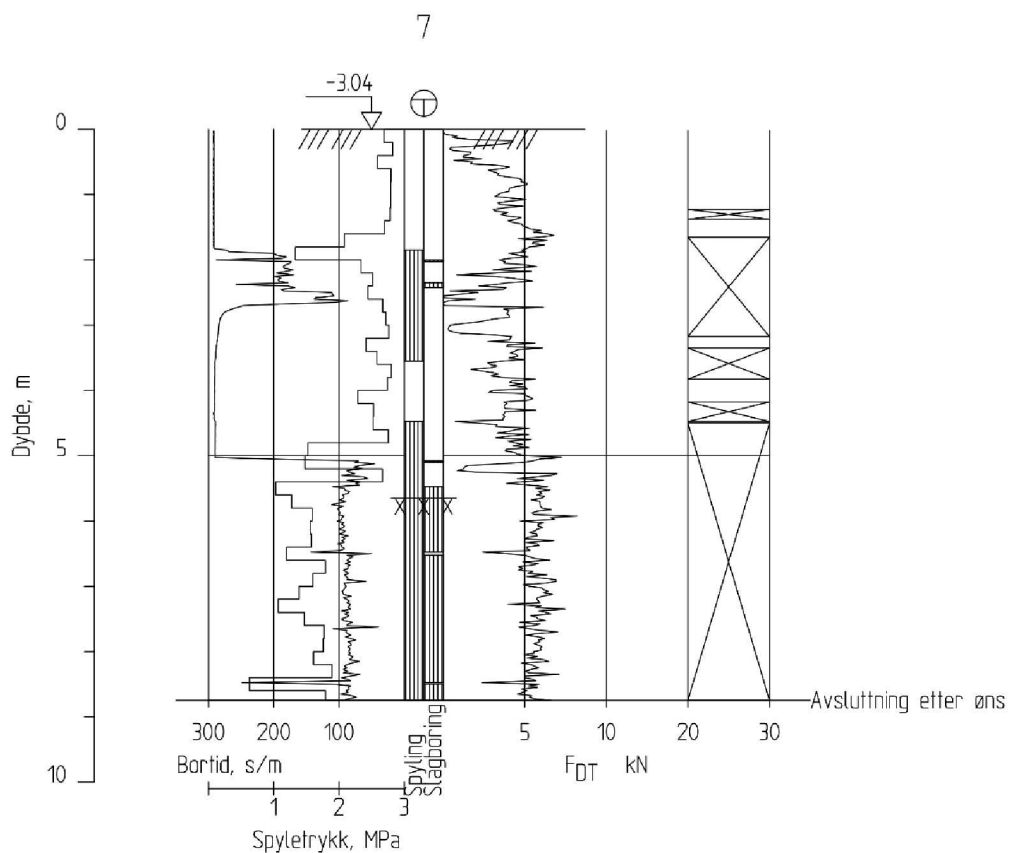 7
-3.04
0
Dybde, m
5
10
300 200 100
5 10 20 30
Bortid, s/m
Spyling
Slagboring
FDT kN
1 2 3
Spyletrykk, MPa
Avsluttning etter øns